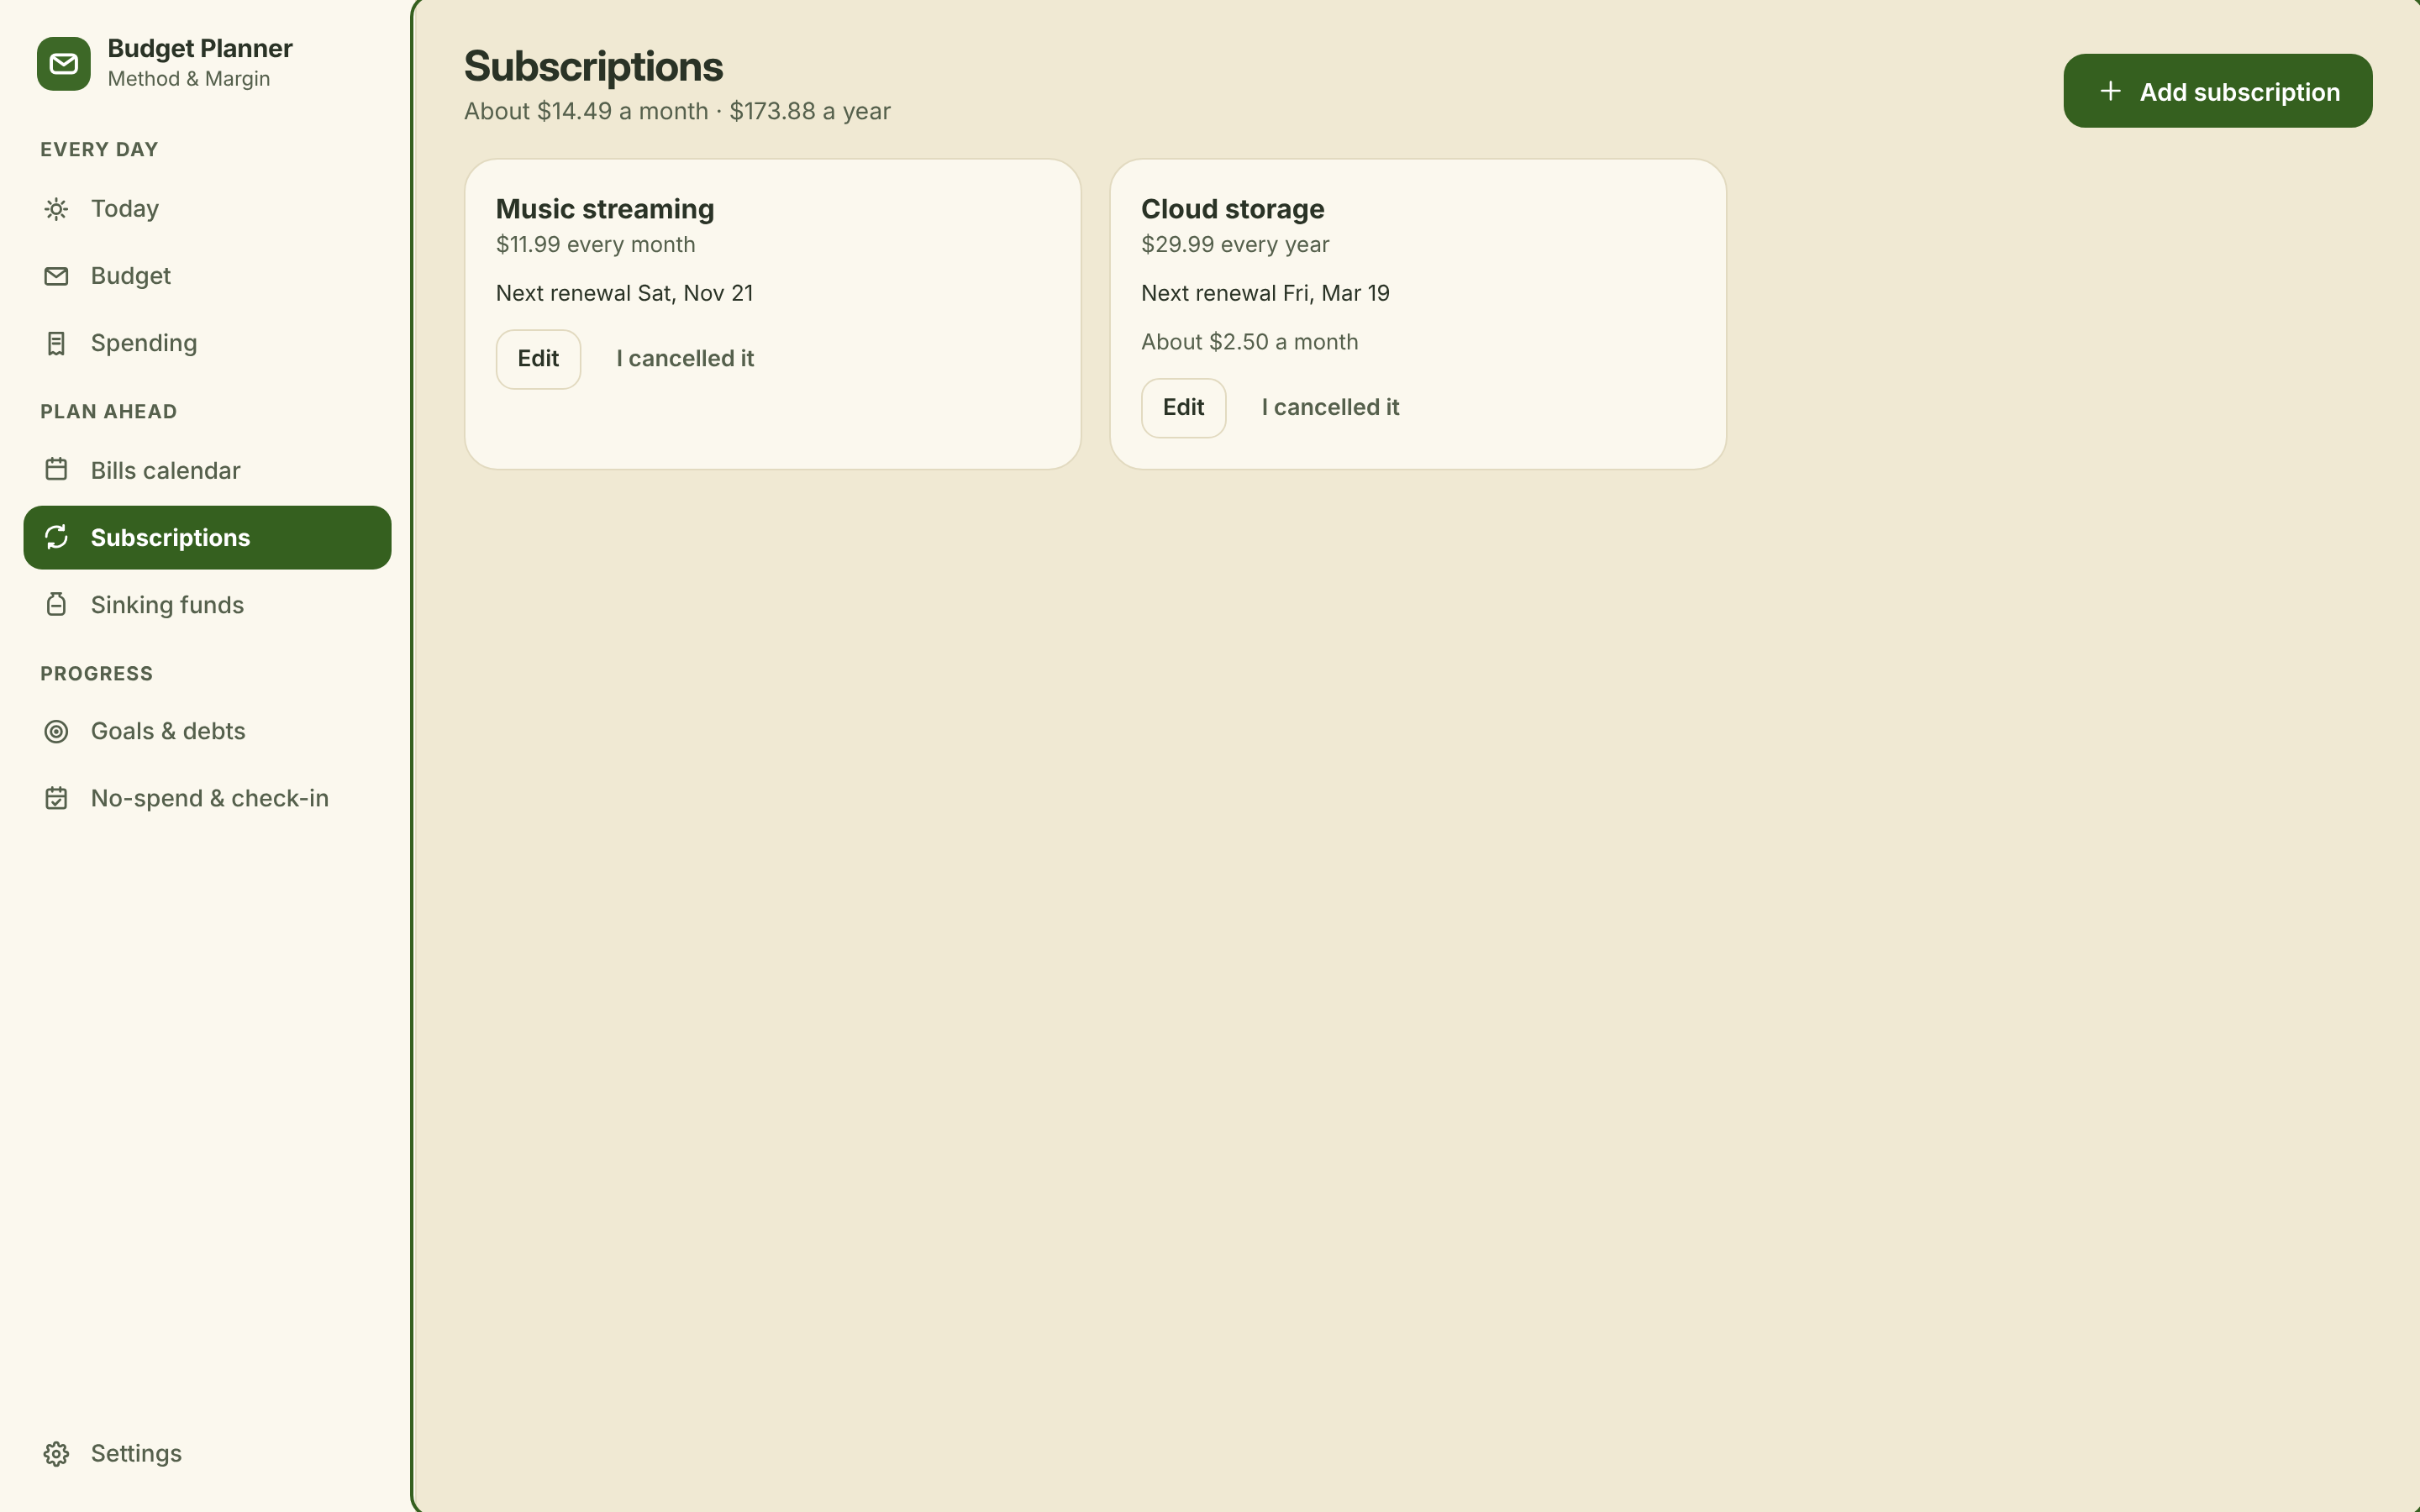 Budget Planner
Method & Margin
EVERY DAY
Today
Budget
Spending
PLAN AHEAD
Bills calendar
Subscriptions
Sinking funds
PROGRESS
Goals & debts
No-spend & check-in
Settings
Subscriptions
About $14.49 a month · $173.88 a year
Add subscription
Music streaming
$11.99 every month
Next renewal Sat, Nov 21
Edit
I cancelled it
Cloud storage
$29.99 every year
Next renewal Fri, Mar 19
About $2.50 a month
Edit
I cancelled it